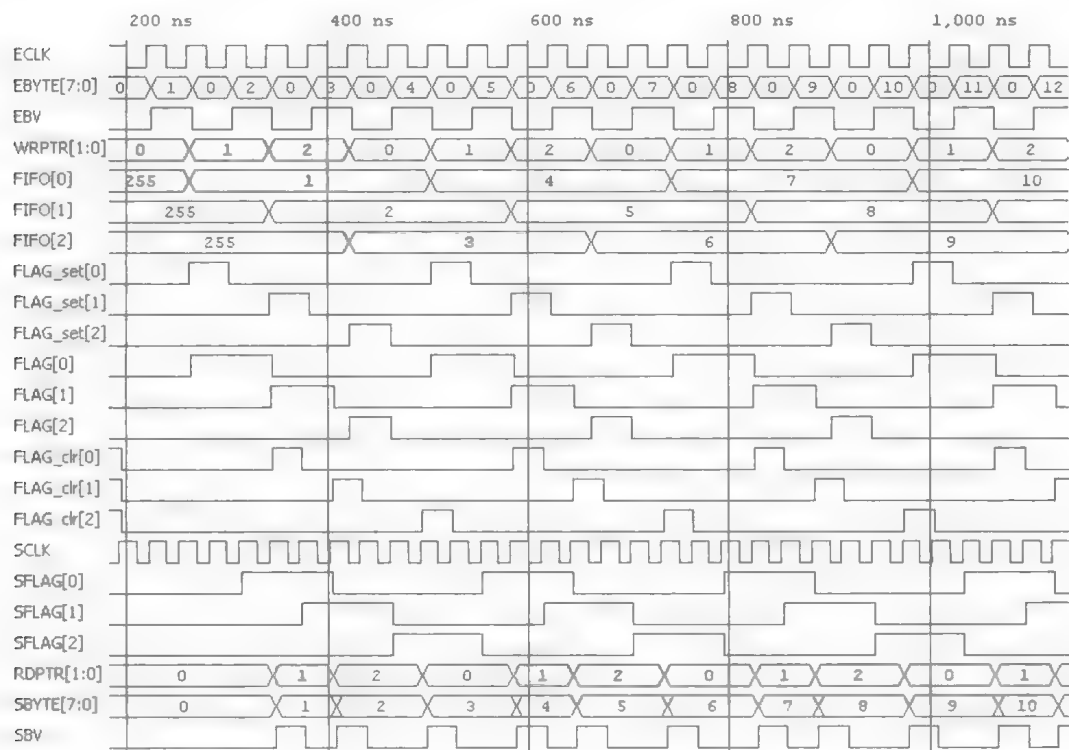 200 ns 400 ns 600 ns 800 ns 1,000 ns
ECLK
EBYTE[7:0] 0 1 0 2 0 3 0 4 0 5 0 6 0 7 0 8 0 9 0 10 0 11 0 12
EBV
WRPTR[1:0] 0 1 2 0 1 2 0 1 2 0 1 2
FIFO[0] 255 1 4 7 10
FIFO[1] 255 2 5 8
FIFO[2] 255 3 6 9
FLAG_set[0]
FLAG_set[1]
FLAG_set[2]
FLAG[0]
FLAG[1]
FLAG[2]
FLAG_clr[0]
FLAG_clr[1]
FLAG clr[2]
SCLK
SFLAG[0]
SFLAG[1]
SFLAG[2]
RDPTR[1:0] 0 1 2 0 1 2 0 1 2 0 1
SBYTE[7:0] 0 1 2 3 4 5 6 7 8 9 10
SBV